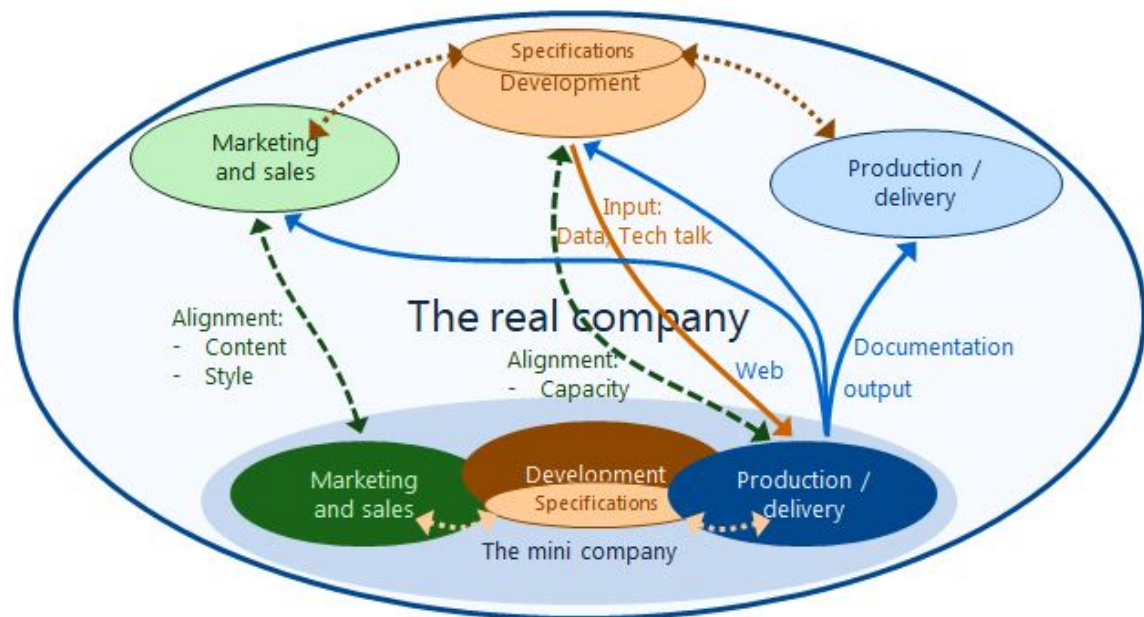 Specifications
Development
Marketing
and sales
Production /
delivery
Input:
Data, Tech talk
The real company
Alignment:
- Content
- Style
Alignment:
- Capacity
Web
Documentation
output
Marketing
and sales
Development
Specifications
Production /
delivery
The mini company